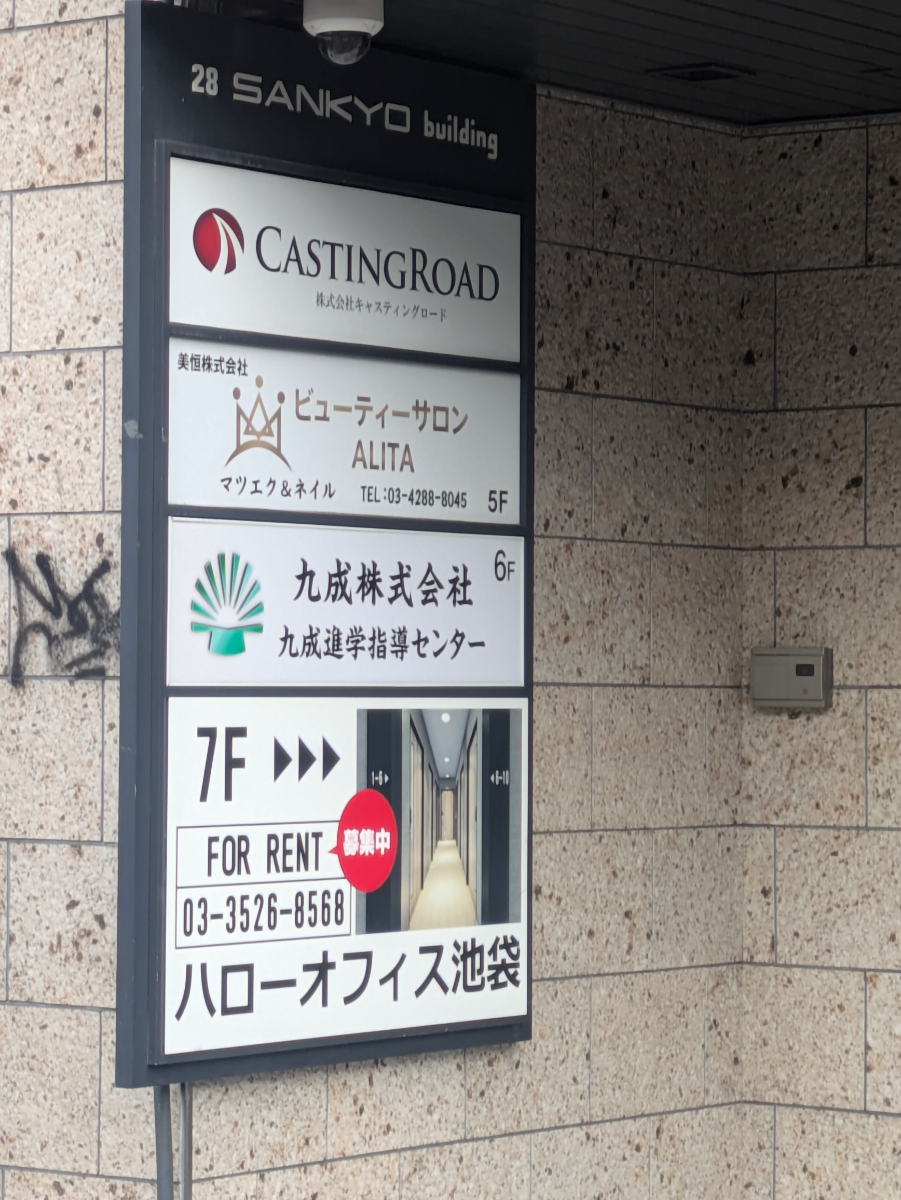 28 SANKYO building
CASTINGROAD
株式会社キャスティングロード
美恒株式会社
ビューティーサロン
ALITA
マツエク&ネイル TEL:03-4288-8045 5F
6F
九成株式会社
九成進学指導センター
7F
1-6
6-10
FOR RENT
募集中
03-3526-8568
ハローオフィス池袋